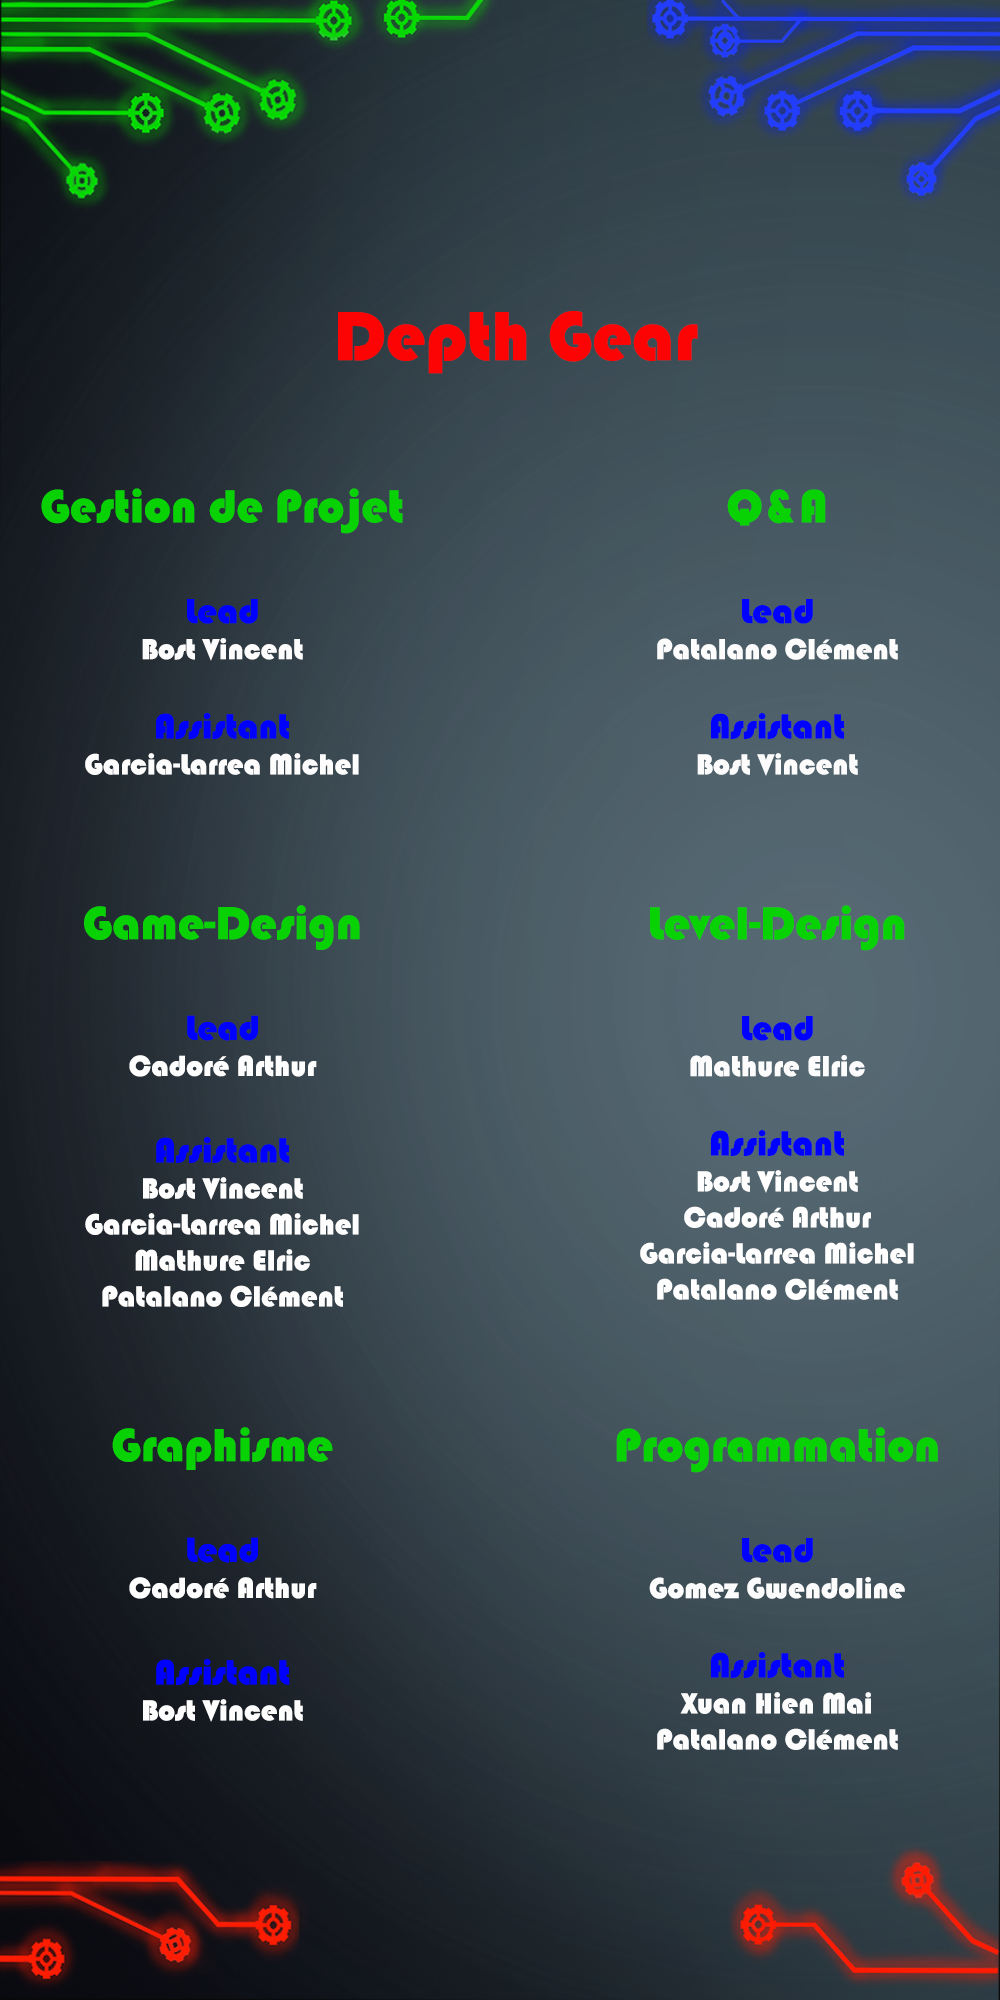 Depth Gear
Gestion de Projet
Lead
Bost Vincent
Assistant
Garcia-Larrea Michel
Q&A
Lead
Patalano Clément
Assistant
Bost Vincent
Game-Design
Lead
Cadoré Arthur
Assistant
Bost Vincent
Garcia-Larrea Michel
Mathure Elric
Patalano Clément
Level-Design
Lead
Mathure Elric
Assistant
Bost Vincent
Cadoré Arthur
Garcia-Larrea Michel
Patalano Clément
Graphisme
Lead
Cadoré Arthur
Assistant
Bost Vincent
Programmation
Lead
Gomez Gwendoline
Assistant
Xuan Hien Mai
Patalano Clément